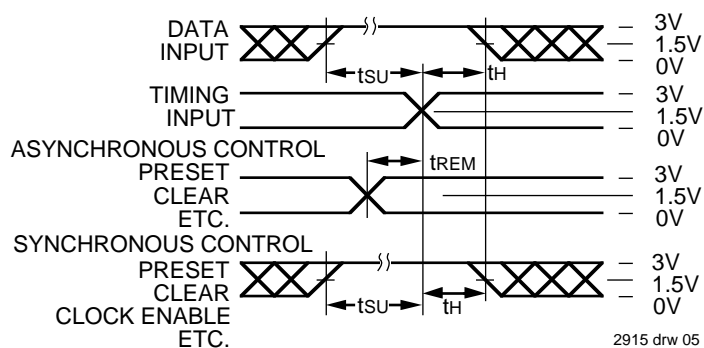 DATA
INPUT
3V
1.5V
0V
tSU
tH
TIMING
INPUT
3V
1.5V
0V
ASYNCHRONOUS CONTROL
PRESET
CLEAR
ETC.
tREM
3V
1.5V
0V
SYNCHRONOUS CONTROL
PRESET
CLEAR
CLOCK ENABLE
ETC.
3V
1.5V
0V
tSU
tH
2915 drw 05